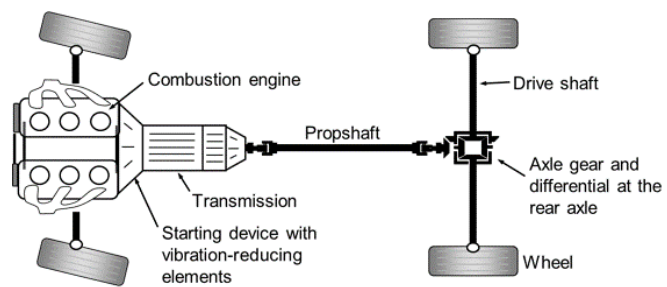 Combustion engine
Drive shaft
Propshaft
Axle gear and
differential at the
rear axle
Transmission
Starting device with
vibration-reducing
elements
Wheel